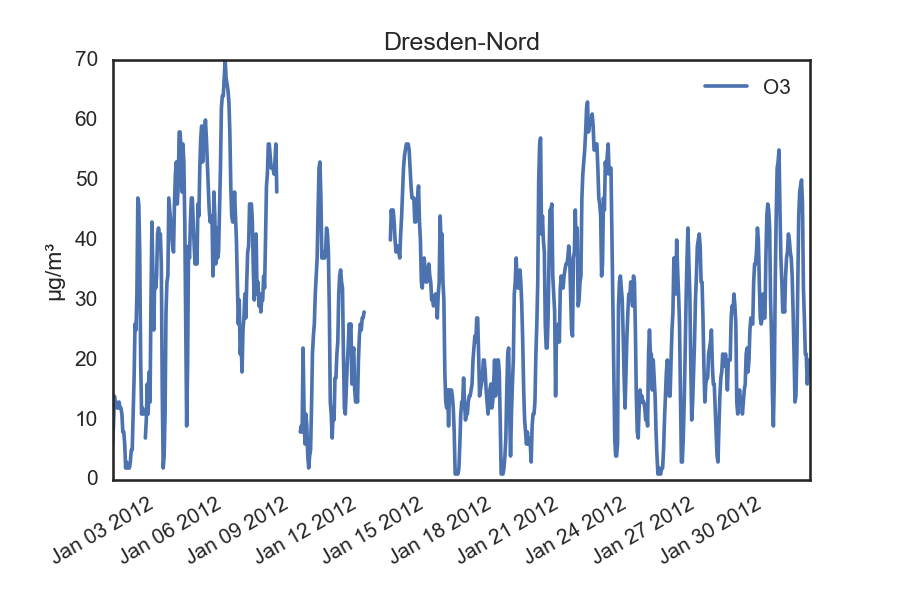 Dresden-Nord
70
60
50
40
30
20
10
0
µg/m³
O3
Jan 03 2012
Jan 06 2012
Jan 09 2012
Jan 12 2012
Jan 15 2012
Jan 18 2012
Jan 21 2012
Jan 24 2012
Jan 27 2012
Jan 30 2012